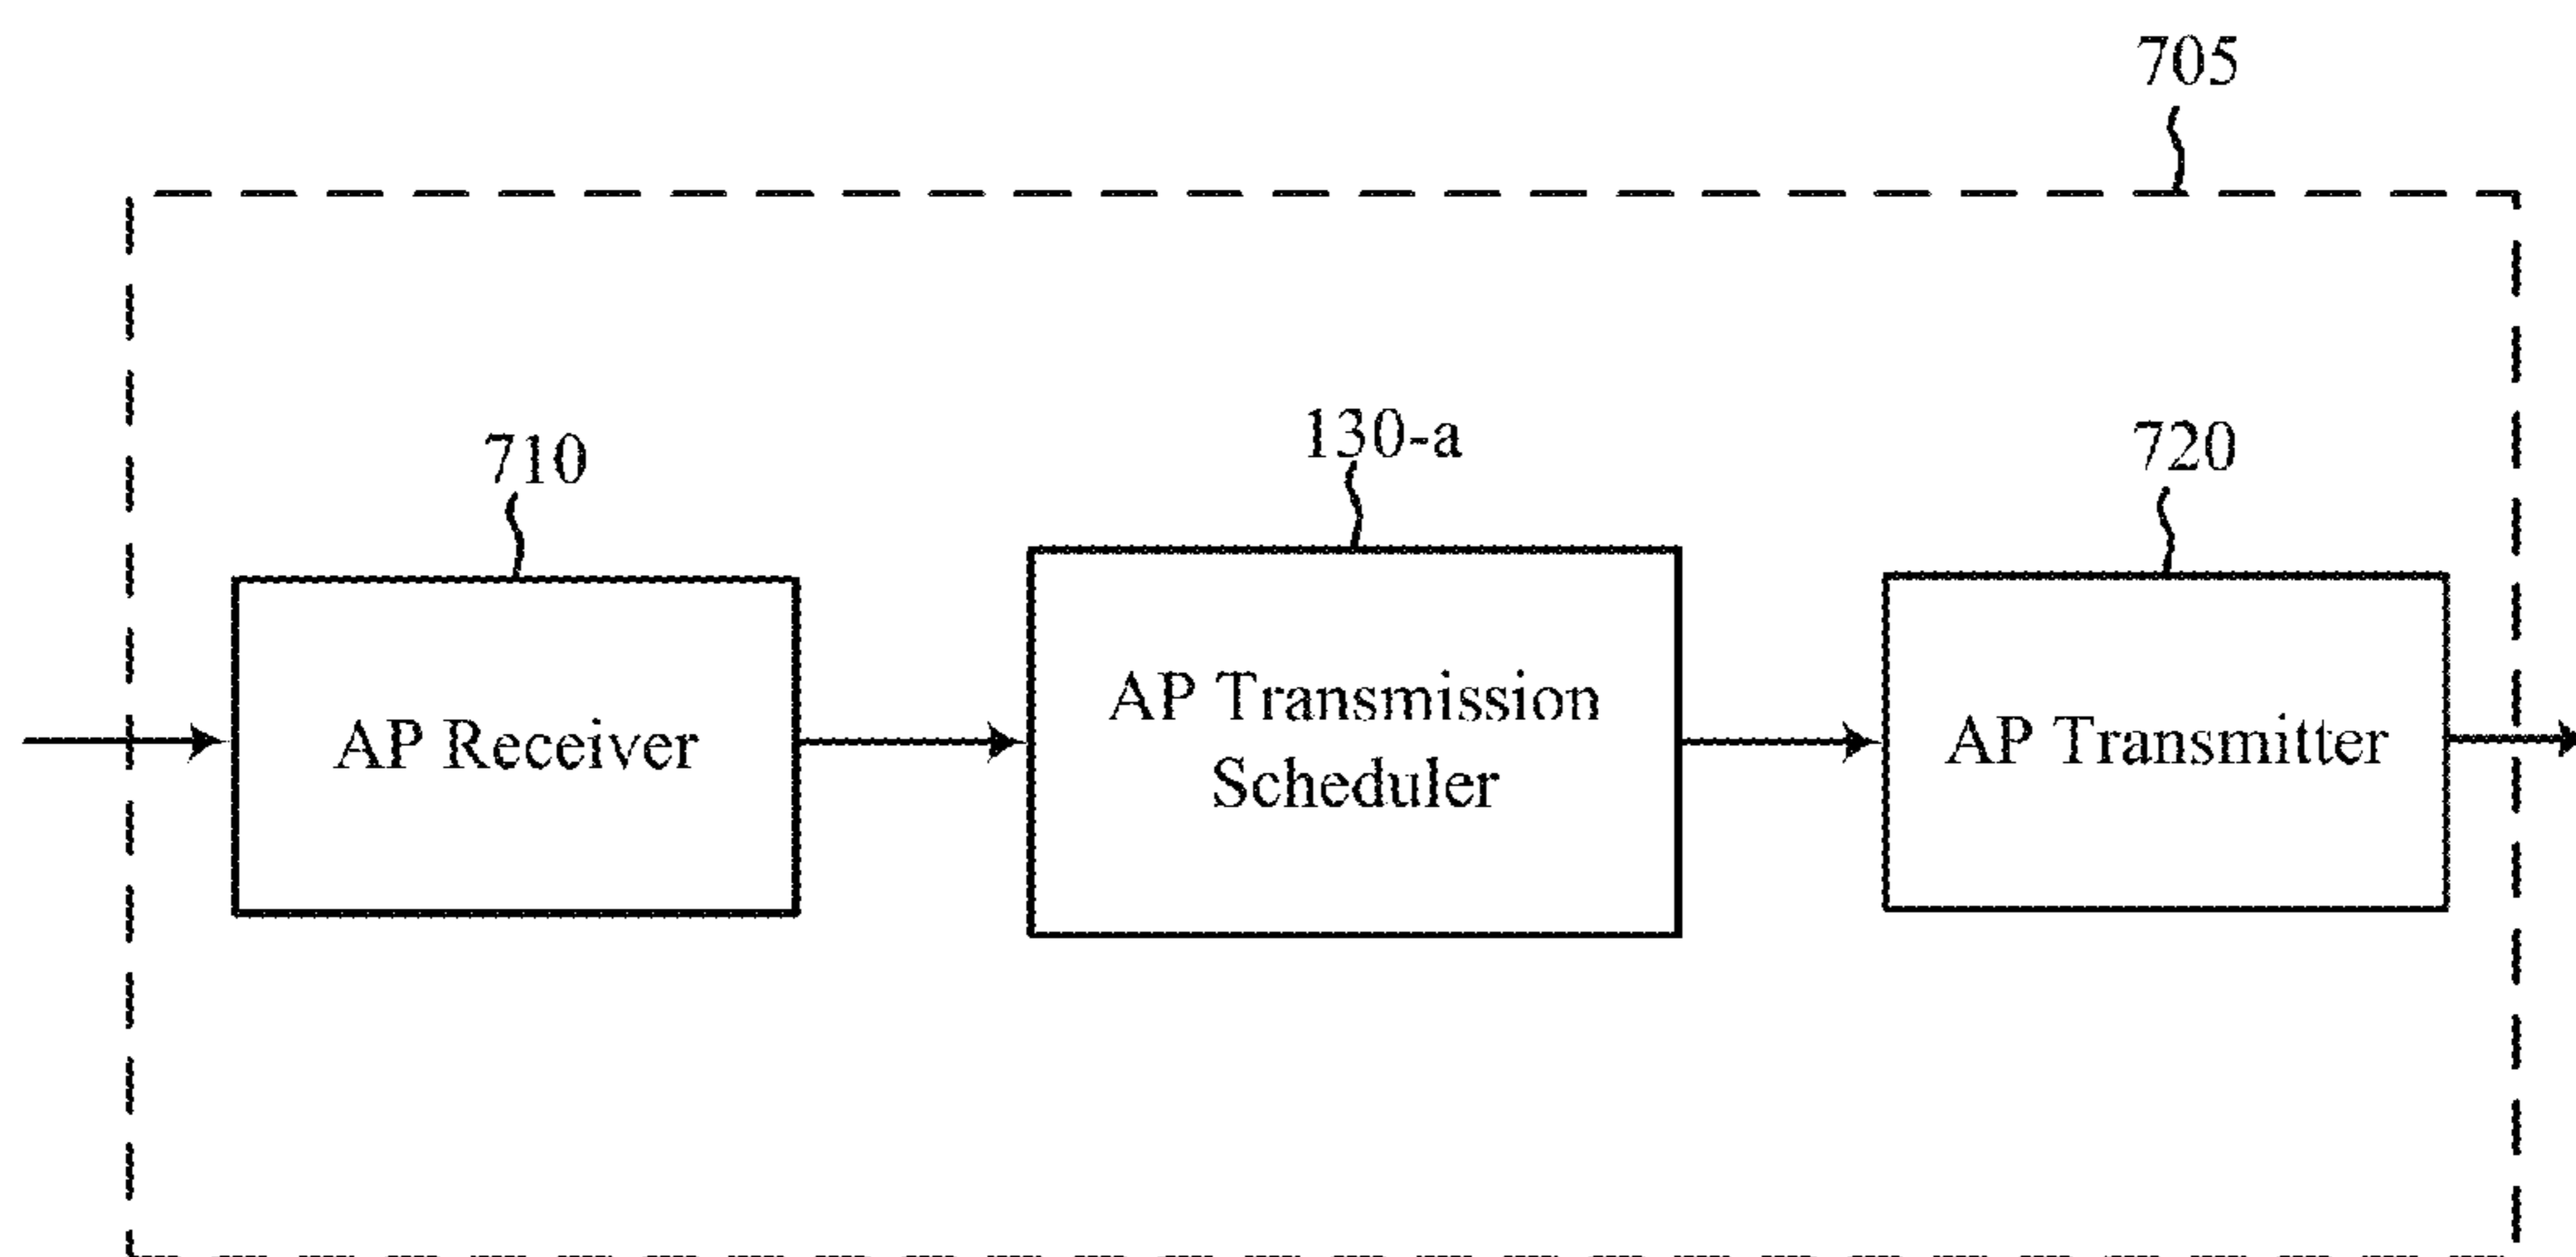 705
710
130-a
720
AP Receiver
AP Transmission
Scheduler
AP Transmitter